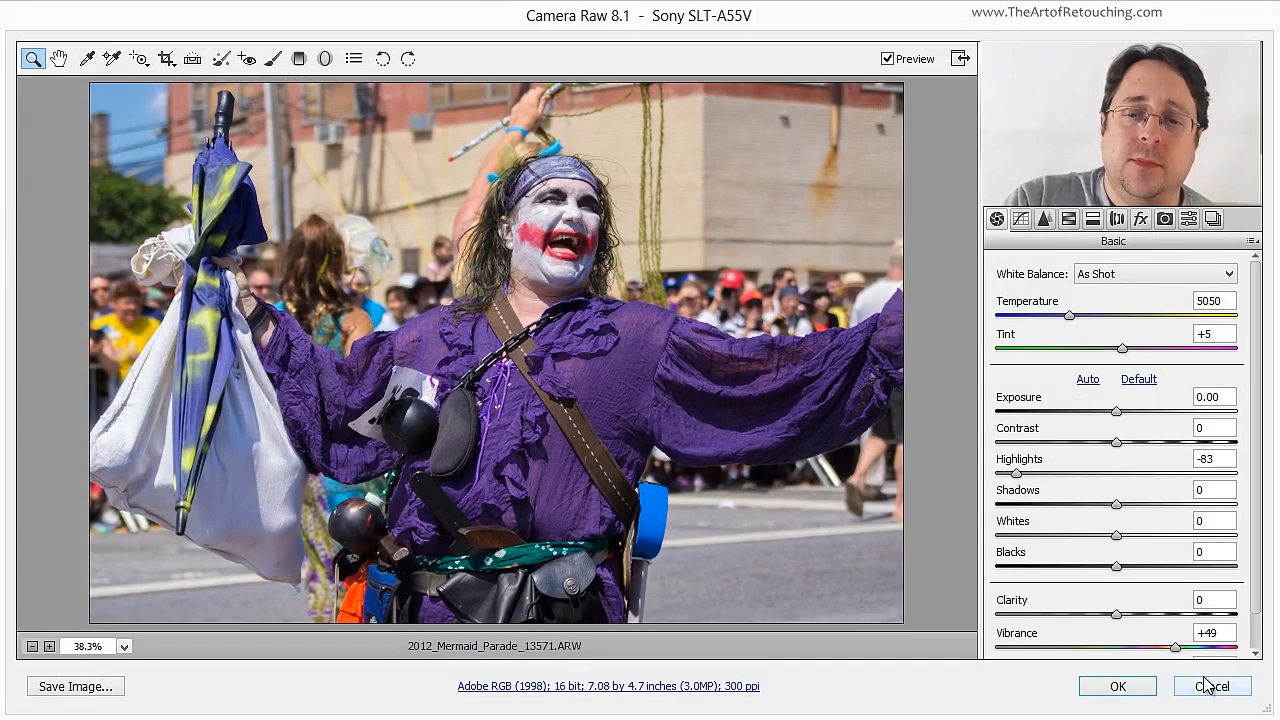 Camera Raw 8.1 - Sony SLT-A55V
www.TheArtofRetouching.com
Preview
Basic
White Balance: As Shot
Temperature 5050
Tint +5
Auto Default
Exposure 0.00
Contrast 0
Highlights -83
Shadows 0
Whites 0
Blacks 0
Clarity 0
Vibrance +49
38.3%
2012_Mermaid_Parade_13571.ARW
Save Image...
Adobe RGB (1998); 16 bit; 7.08 by 4.7 inches (3.0MP); 300 ppi
OK
Cancel